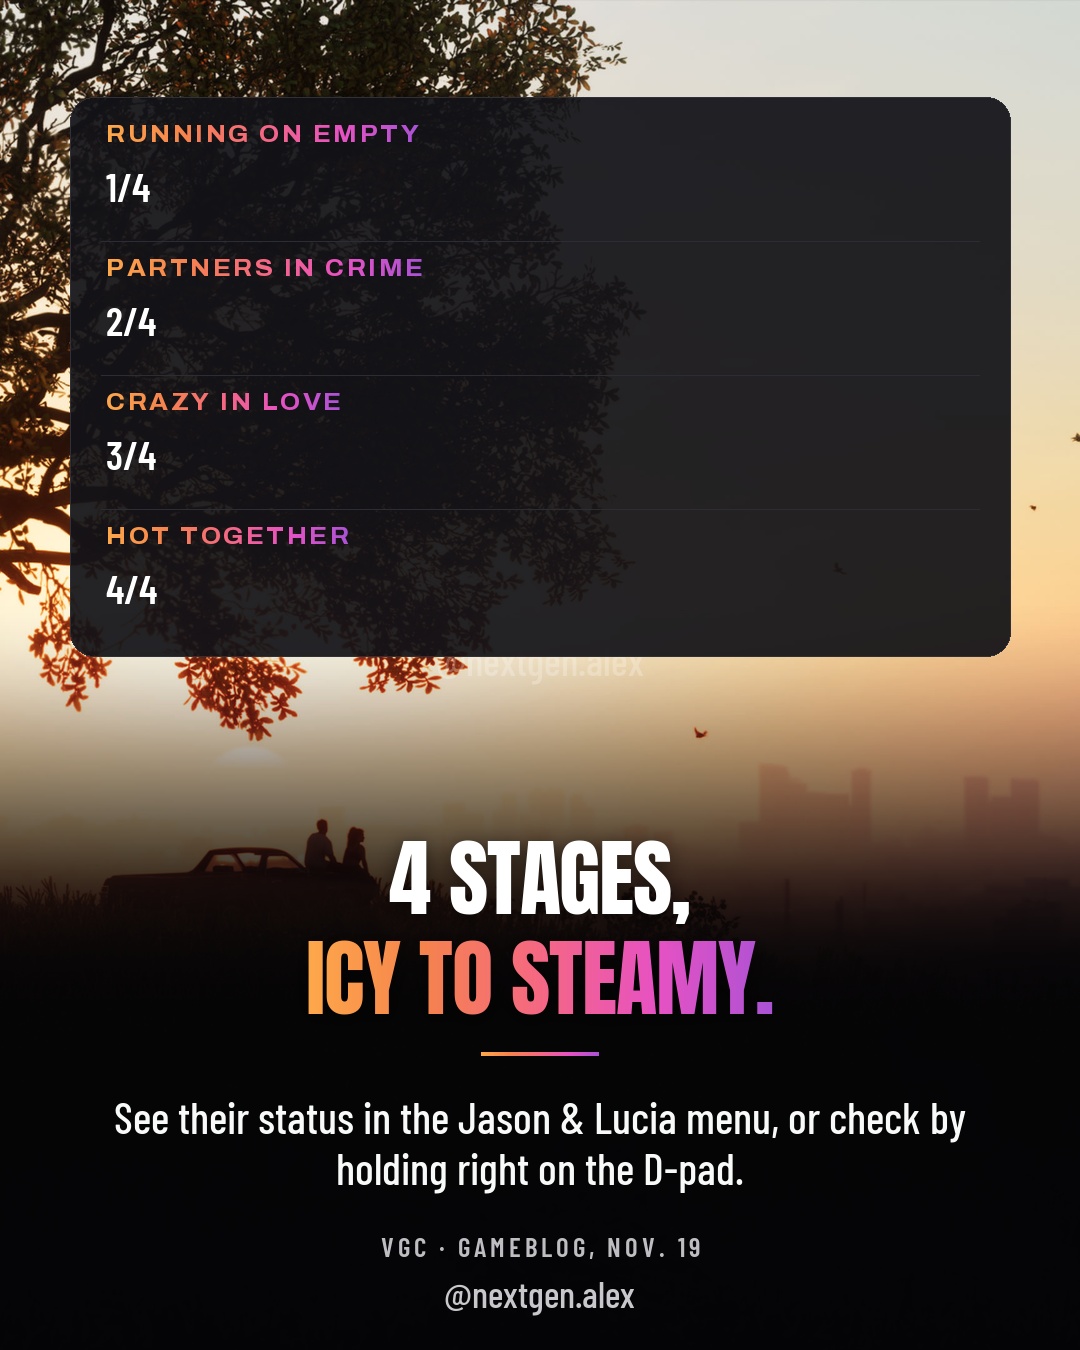 RUNNING ON EMPTY
1/4
PARTNERS IN CRIME
2/4
CRAZY IN LOVE
3/4
HOT TOGETHER
4/4
@nextgen.alex
4 STAGES,
ICY TO STEAMY.
See their status in the Jason & Lucia menu, or check by
holding right on the D-pad.
VGC · GAMEBLOG, NOV. 19
@nextgen.alex